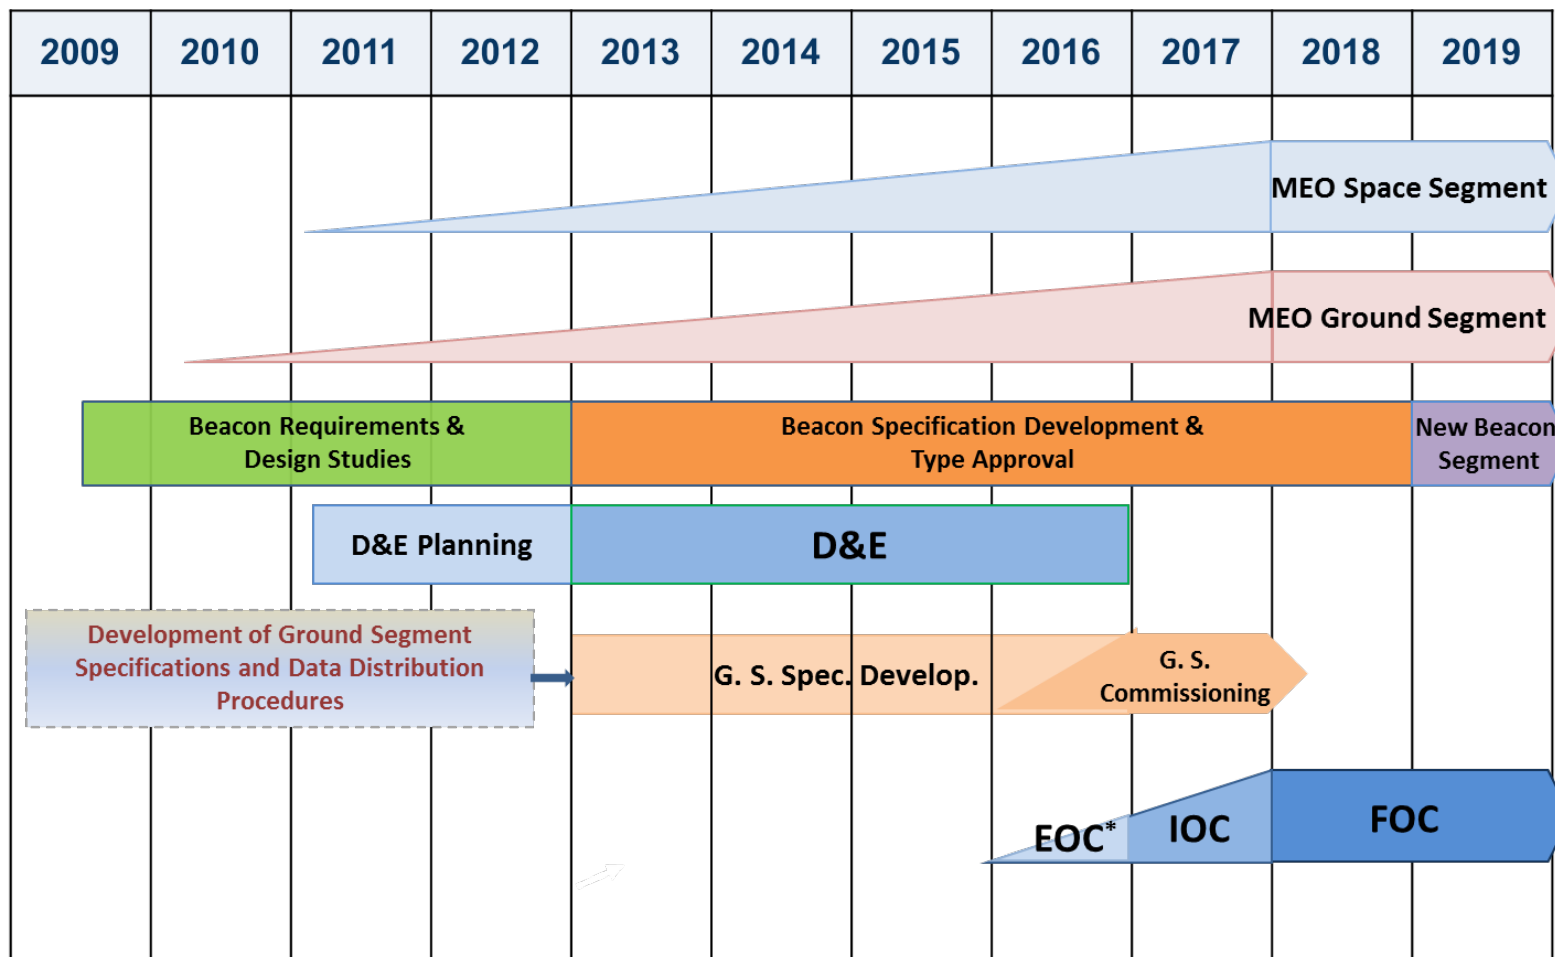 2009 2010 2011 2012 2013 2014 2015 2016 2017 2018 2019
MEO Space Segment
MEO Ground Segment
Beacon Requirements &
Design Studies
Beacon Specification Development &
Type Approval
New Beacon
Segment
D&E Planning
D&E
Development of Ground Segment
Specifications and Data Distribution
Procedures
G. S. Spec. Develop.
G. S.
Commissioning
EOC*
IOC
FOC